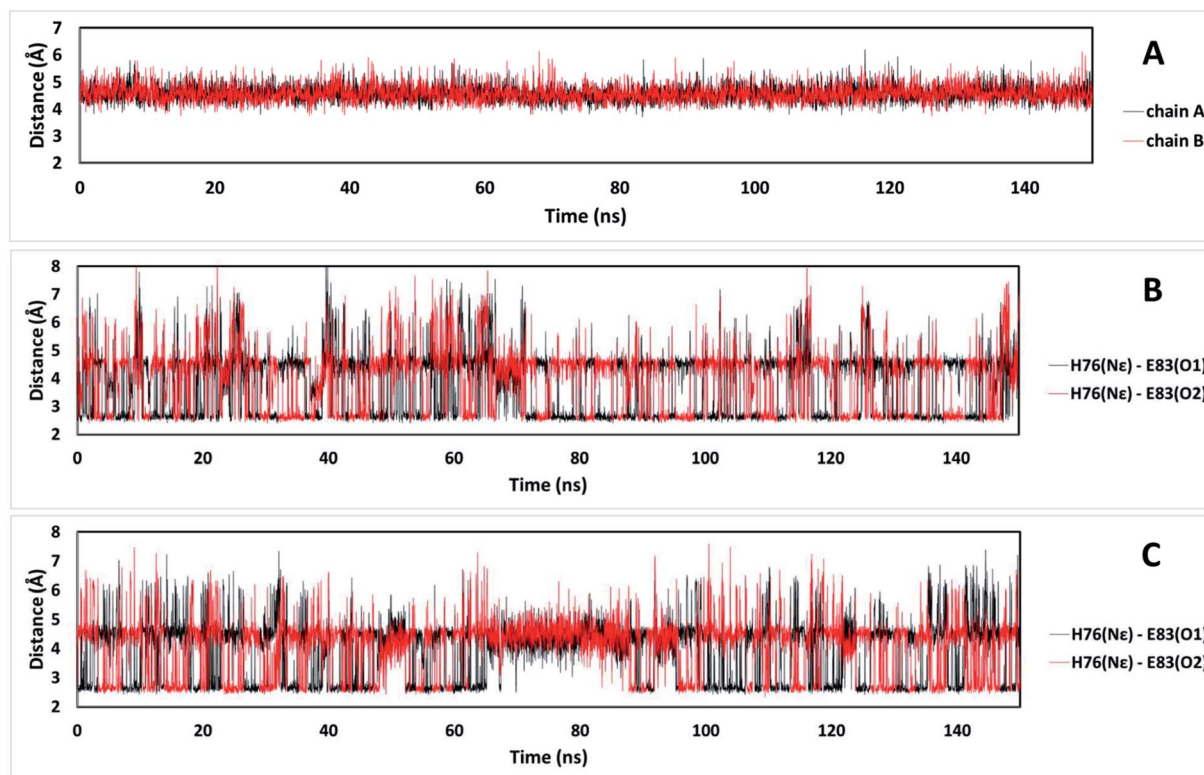 7
6
5
4
3
2
Distance (Å)
0 20 40 60 80 100 120 140
Time (ns)
A
chain A
chain B
8
7
6
5
4
3
2
Distance (Å)
0 20 40 60 80 100 120 140
Time (ns)
B
H76(Nε) - E83(O1)
H76(Nε) - E83(O2)
8
7
6
5
4
3
2
Distance (Å)
0 20 40 60 80 100 120 140
Time (ns)
C
H76(Nε) - E83(O1)
H76(Nε) - E83(O2)